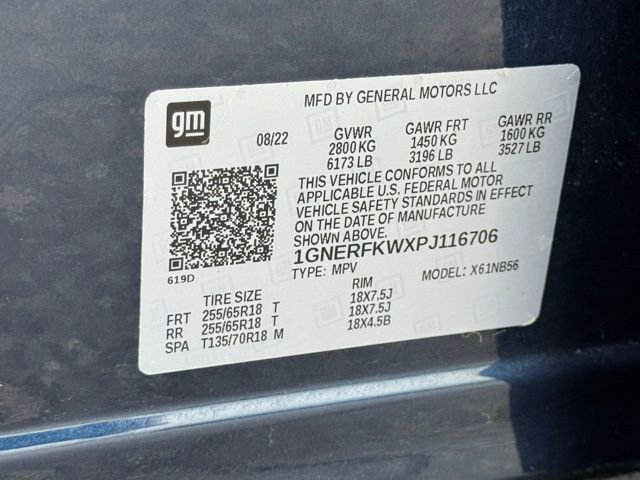 gm
MFD BY GENERAL MOTORS LLC
08/22 GVWR GAWR FRT GAWR RR
2800 KG 1450 KG 1600 KG
6173 LB 3196 LB 3527 LB
THIS VEHICLE CONFORMS TO ALL
APPLICABLE U.S. FEDERAL MOTOR
VEHICLE SAFETY STANDARDS IN EFFECT
ON THE DATE OF MANUFACTURE
SHOWN ABOVE.
1GNERFKWXPJ116706
619D
TYPE: MPV MODEL: X61NB56
TIRE SIZE RIM
FRT 255/65R18 T 18X7.5J
RR 255/65R18 T 18X7.5J
SPA T135/70R18 M 18X4.5B